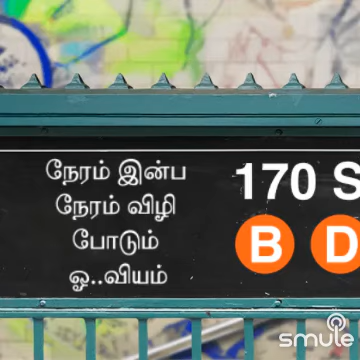 நேரம் இன்ப
நேரம் விழி
போடும்
ஓ..வியம்
170 S
B D
smule